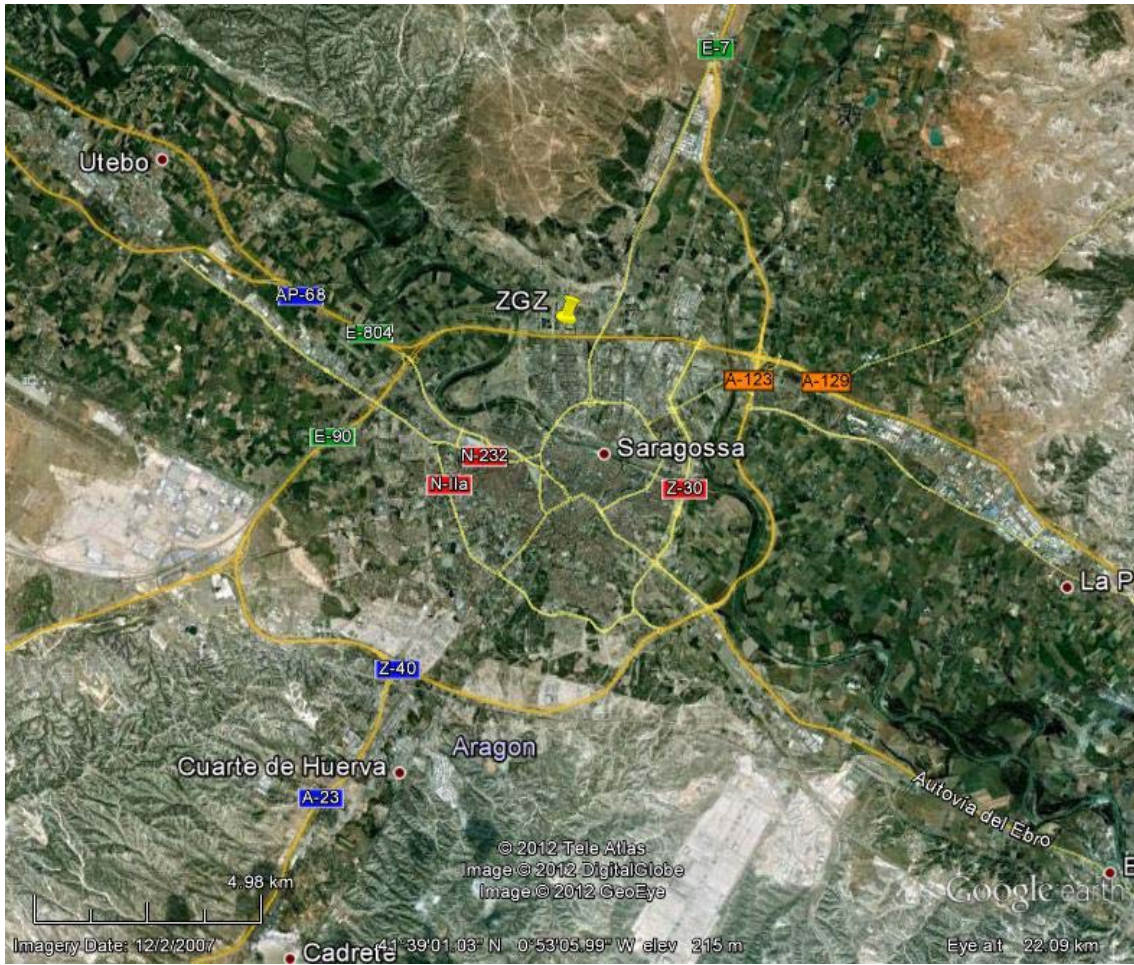 E-7
Utebo
AP-68
ZGZ
E-804
A-123
A-129
E-90
N-232
Saragossa
N-IIa
Z-30
La P
Z-40
Aragon
Cuarte de Huerva
A-23
Autovía del Ebro
© 2012 Tele Atlas
Image © 2012 DigitalGlobe
Image © 2012 GeoEye
4.98 km
E
Google earth
Imagery Date: 12/2/2007
41°39'01.03" N 0°53'05.99" W elev 215 m
Eye alt 22.09 km
Cadrete